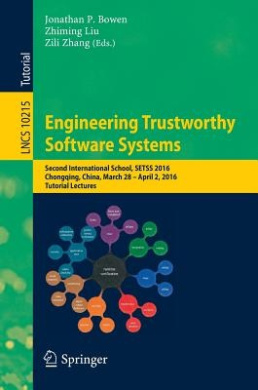 Jonathan P. Bowen
Zhiming Liu
Zili Zhang (Eds.)
LNCS 10215
Tutorial
Engineering Trustworthy
Software Systems
Second International School, SETSS 2016
Chongqing, China, March 28 – April 2, 2016
Tutorial Lectures
Springer